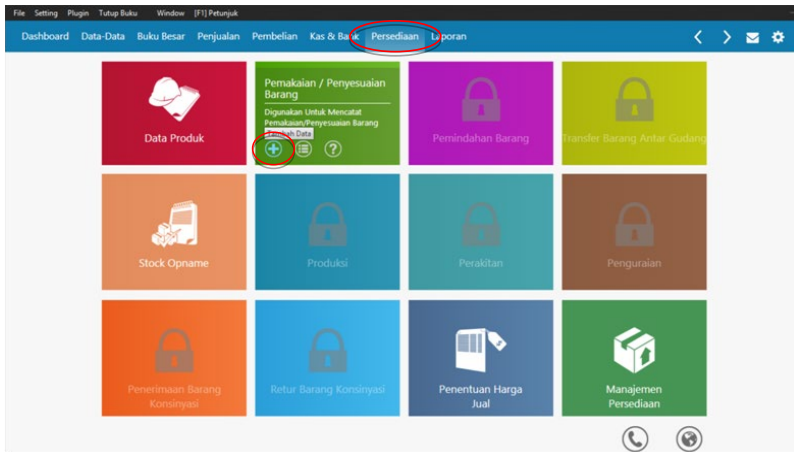 File Setting Plugin Tutup Buku Window [F1] Petunjuk
Dashboard Data-Data Buku Besar Penjualan Pembelian Kas & Bank Persediaan Laporan
Data Produk
Pemakaian / Penyesuaian
Barang
Digunakan Untuk Mencatat
Pemakaian/Penyesuaian Barang
Tambah Data
Pemindahan Barang
Transfer Barang Antar Gudang
Stock Opname
Produksi
Perakitan
Penguraian
Penerimaan Barang
Konsinyasi
Retur Barang Konsinyasi
Penentuan Harga
Jual
Manajemen
Persediaan